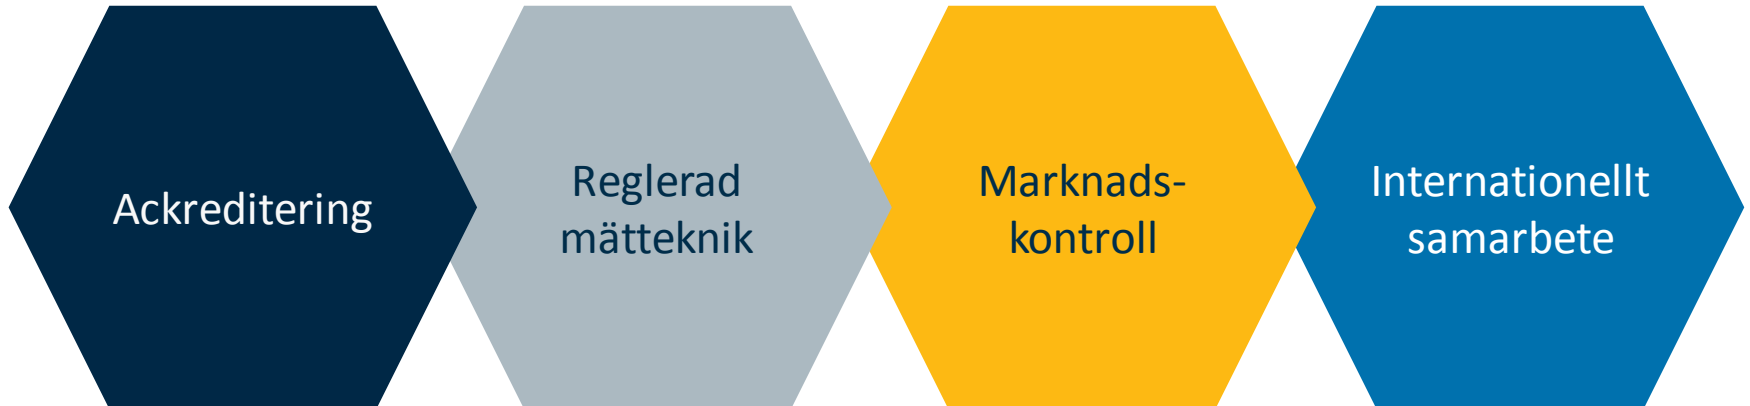 Ackreditering
Reglerad
mätteknik
Marknads-
kontroll
Internationellt
samarbete